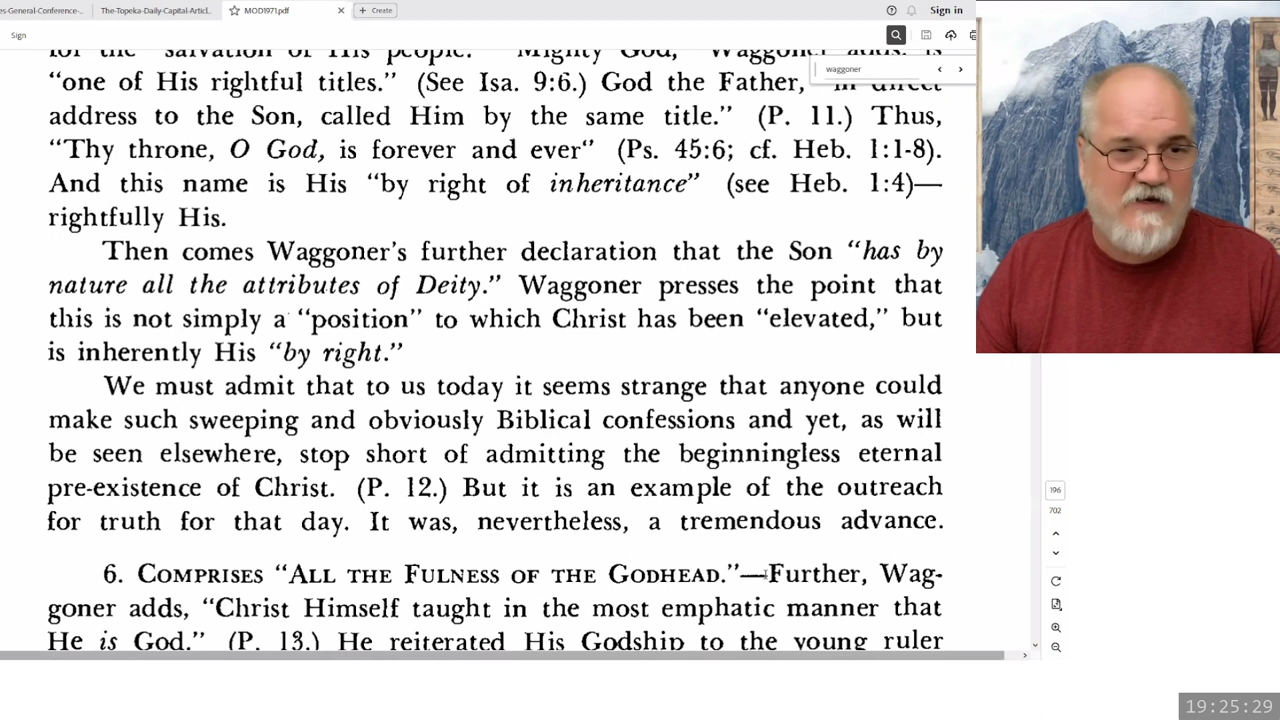 es-General-Conference-... The-Topeka-Daily-Capital-Articl... MOD1971.pdf Create Sign in
Sign
for the "salvation of His people." "Mighty God," Waggoner adds, is
waggoner
"one of His rightful titles." (See Isa. 9:6.) God the Father, "in direct
address to the Son, called Him by the same title." (P. 11.) Thus,
"Thy throne, O God, is forever and ever" (Ps. 45:6; cf. Heb. 1:1-8).
And this name is His "by right of inheritance" (see Heb. 1:4)—
rightfully His.
Then comes Waggoner's further declaration that the Son "has by
nature all the attributes of Deity." Waggoner presses the point that
this is not simply a "position" to which Christ has been "elevated," but
is inherently His "by right."
We must admit that to us today it seems strange that anyone could
make such sweeping and obviously Biblical confessions and yet, as will
be seen elsewhere, stop short of admitting the beginningless eternal
pre-existence of Christ. (P. 12.) But it is an example of the outreach
for truth for that day. It was, nevertheless, a tremendous advance.
196
702
6. COMPRISES "ALL THE FULNESS OF THE GODHEAD."—Further, Wag-
goner adds, "Christ Himself taught in the most emphatic manner that
He is God." (P. 13.) He reiterated His Godship to the young ruler
19:25:29